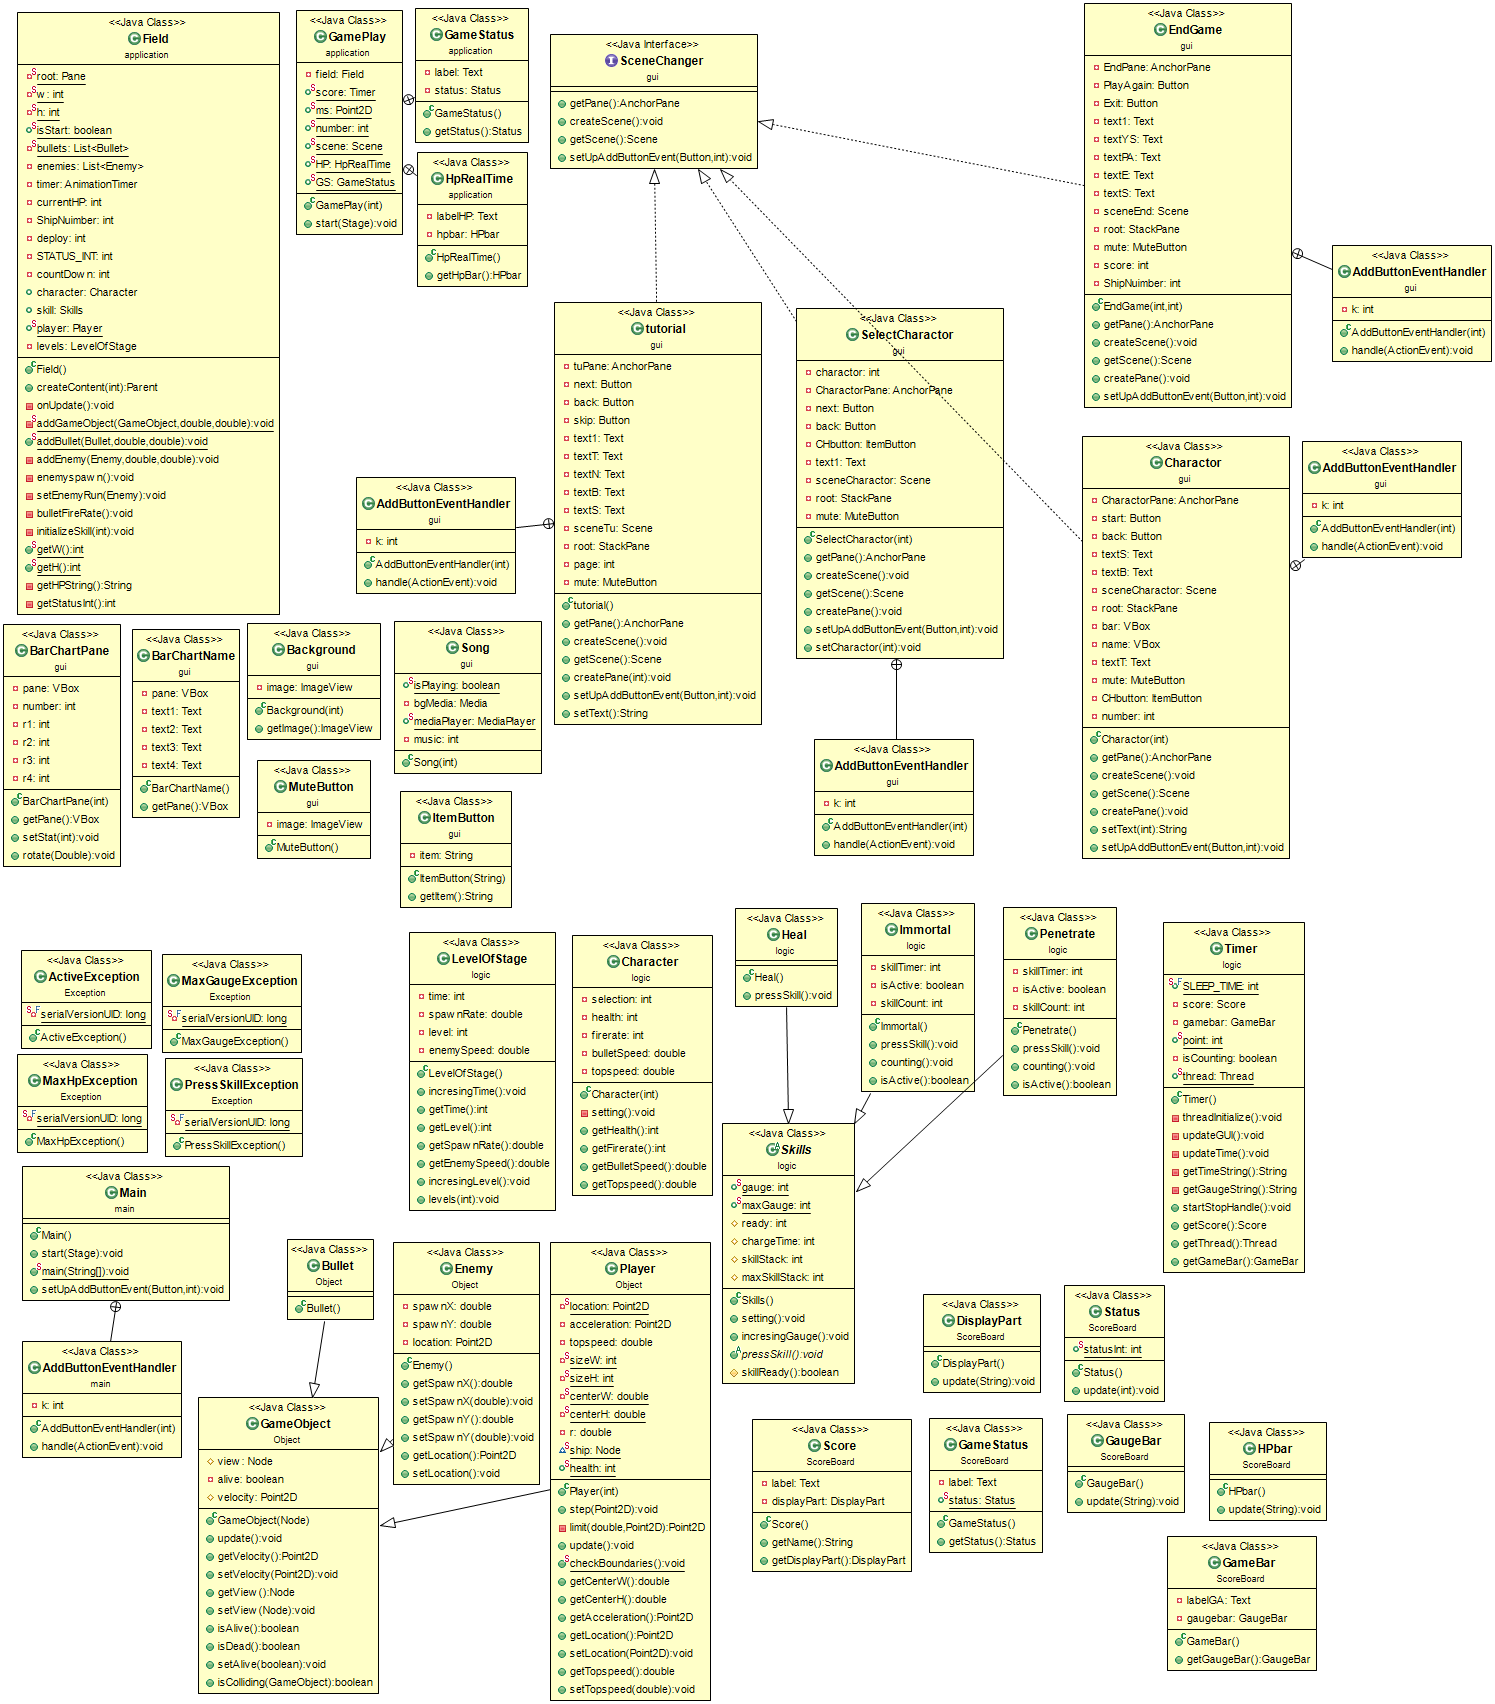 <<Java Class>>
Field
application
root: Pane
w: int
h: int
isStart: boolean
bullets: List<Bullet>
enemies: List<Enemy>
timer: AnimationTimer
currentHP: int
ShipNuimber: int
deploy: int
STATUS_INT: int
countDown: int
character: Character
skill: Skills
player: Player
levels: LevelOfStage
Field()
createContent(int):Parent
onUpdate():void
addGameObject(GameObject,double,double):void
addBullet(Bullet,double,double):void
addEnemy(Enemy,double,double):void
enemyspawn():void
setEnemyRun(Enemy):void
bulletFireRate():void
initializeSkill(int):void
getW():int
getH():int
getHPString():String
getStatusInt():int
<<Java Class>>
GamePlay
application
field: Field
score: Timer
ms: Point2D
number: int
scene: Scene
HP: HpRealTime
GS: GameStatus
GamePlay(int)
start(Stage):void
<<Java Class>>
GameStatus
application
label: Text
status: Status
GameStatus()
getStatus():Status
<<Java Class>>
HpRealTime
application
labelHP: Text
hpbar: HPbar
HpRealTime()
getHpBar():HPbar
<<Java Interface>>
SceneChanger
gui
getPane():AnchorPane
createScene():void
getScene():Scene
setUpAddButtonEvent(Button,int):void
<<Java Class>>
EndGame
gui
EndPane: AnchorPane
PlayAgain: Button
Exit: Button
text1: Text
textYS: Text
textPA: Text
textE: Text
textS: Text
sceneEnd: Scene
root: StackPane
mute: MuteButton
score: int
ShipNuimber: int
EndGame(int,int)
getPane():AnchorPane
createScene():void
getScene():Scene
createPane():void
setUpAddButtonEvent(Button,int):void
<<Java Class>>
AddButtonEventHandler
gui
k: int
AddButtonEventHandler(int)
handle(ActionEvent):void
<<Java Class>>
tutorial
gui
tuPane: AnchorPane
next: Button
back: Button
skip: Button
text1: Text
textT: Text
textN: Text
textB: Text
textS: Text
sceneTu: Scene
root: StackPane
page: int
mute: MuteButton
tutorial()
getPane():AnchorPane
createScene():void
getScene():Scene
createPane(int):void
setUpAddButtonEvent(Button,int):void
setText():String
<<Java Class>>
AddButtonEventHandler
gui
k: int
AddButtonEventHandler(int)
handle(ActionEvent):void
<<Java Class>>
SelectCharactor
gui
charactor: int
CharactorPane: AnchorPane
next: Button
back: Button
CHbutton: ItemButton
text1: Text
sceneCharactor: Scene
root: StackPane
mute: MuteButton
SelectCharactor(int)
getPane():AnchorPane
createScene():void
getScene():Scene
createPane():void
setUpAddButtonEvent(Button,int):void
setCharactor(int):void
<<Java Class>>
AddButtonEventHandler
gui
k: int
AddButtonEventHandler(int)
handle(ActionEvent):void
<<Java Class>>
Charactor
gui
CharactorPane: AnchorPane
start: Button
back: Button
textS: Text
textB: Text
sceneCharactor: Scene
root: StackPane
bar: VBox
name: VBox
textT: Text
mute: MuteButton
CHbutton: ItemButton
number: int
Charactor(int)
getPane():AnchorPane
createScene():void
getScene():Scene
createPane():void
setText(int):String
setUpAddButtonEvent(Button,int):void
<<Java Class>>
AddButtonEventHandler
gui
k: int
AddButtonEventHandler(int)
handle(ActionEvent):void
<<Java Class>>
BarChartPane
gui
pane: VBox
number: int
r1: int
r2: int
r3: int
r4: int
BarChartPane(int)
getPane():VBox
setStat(int):void
rotate(Double):void
<<Java Class>>
BarChartName
gui
pane: VBox
text1: Text
text2: Text
text3: Text
text4: Text
BarChartName()
getPane():VBox
<<Java Class>>
Background
gui
image: ImageView
Background(int)
getImage():ImageView
<<Java Class>>
Song
gui
isPlaying: boolean
bgMedia: Media
mediaPlayer: MediaPlayer
music: int
Song(int)
<<Java Class>>
MuteButton
gui
image: ImageView
MuteButton()
<<Java Class>>
ItemButton
gui
item: String
ItemButton(String)
getItem():String
<<Java Class>>
ActiveException
Exception
serialVersionUID: long
ActiveException()
<<Java Class>>
MaxGaugeException
Exception
serialVersionUID: long
MaxGaugeException()
<<Java Class>>
MaxHpException
Exception
serialVersionUID: long
MaxHpException()
<<Java Class>>
PressSkillException
Exception
serialVersionUID: long
PressSkillException()
<<Java Class>>
LevelOfStage
logic
time: int
spawnRate: double
level: int
enemySpeed: double
LevelOfStage()
incresingTime():void
getTime():int
getLevel():int
getSpawnRate():double
getEnemySpeed():double
incresingLevel():void
levels(int):void
<<Java Class>>
Character
logic
selection: int
health: int
firerate: int
bulletSpeed: double
topspeed: double
Character(int)
setting():void
getHealth():int
getFirerate():int
getBulletSpeed():double
getTopspeed():double
<<Java Class>>
Heal
logic
Heal()
pressSkill():void
<<Java Class>>
Immortal
logic
skillTimer: int
isActive: boolean
skillCount: int
Immortal()
pressSkill():void
counting():void
isActive():boolean
<<Java Class>>
Penetrate
logic
skillTimer: int
isActive: boolean
skillCount: int
Penetrate()
pressSkill():void
counting():void
isActive():boolean
<<Java Class>>
Timer
logic
SLEEP_TIME: int
score: Score
gamebar: GameBar
point: int
isCounting: boolean
thread: Thread
Timer()
threadInitialize():void
updateGUI():void
updateTime():void
getTimeString():String
getGaugeString():String
startStopHandle():void
getScore():Score
getThread():Thread
getGameBar():GameBar
<<Java Class>>
Skills
logic
gauge: int
maxGauge: int
ready: int
chargeTime: int
skillStack: int
maxSkillStack: int
Skills()
setting():void
incresingGauge():void
pressSkill():void
skillReady():boolean
<<Java Class>>
Main
main
Main()
start(Stage):void
main(String[]):void
setUpAddButtonEvent(Button,int):void
<<Java Class>>
AddButtonEventHandler
main
k: int
AddButtonEventHandler(int)
handle(ActionEvent):void
<<Java Class>>
Bullet
Object
Bullet()
<<Java Class>>
Enemy
Object
spawnX: double
spawnY: double
location: Point2D
Enemy()
getSpawnX():double
setSpawnX(double):void
getSpawnY():double
setSpawnY(double):void
getLocation():Point2D
setLocation():void
<<Java Class>>
Player
Object
location: Point2D
acceleration: Point2D
topspeed: double
sizeW: int
sizeH: int
centerW: double
centerH: double
r: double
ship: Node
health: int
Player(int)
step(Point2D):void
limit(double,Point2D):Point2D
update():void
checkBoundaries():void
getCenterW():double
getCenterH():double
getAcceleration():Point2D
getLocation():Point2D
setLocation(Point2D):void
getTopspeed():double
setTopspeed(double):void
<<Java Class>>
GameObject
Object
view: Node
alive: boolean
velocity: Point2D
GameObject(Node)
update():void
getVelocity():Point2D
setVelocity(Point2D):void
getView():Node
setView(Node):void
isAlive():boolean
isDead():boolean
setAlive(boolean):void
isColliding(GameObject):boolean
<<Java Class>>
DisplayPart
ScoreBoard
DisplayPart()
update(String):void
<<Java Class>>
Status
ScoreBoard
statusInt: int
Status()
update(int):void
<<Java Class>>
Score
ScoreBoard
label: Text
displayPart: DisplayPart
Score()
getName():String
getDisplayPart():DisplayPart
<<Java Class>>
GameStatus
ScoreBoard
label: Text
status: Status
GameStatus()
getStatus():Status
<<Java Class>>
GaugeBar
ScoreBoard
GaugeBar()
update(String):void
<<Java Class>>
HPbar
ScoreBoard
HPbar()
update(String):void
<<Java Class>>
GameBar
ScoreBoard
labelGA: Text
gaugebar: GaugeBar
GameBar()
getGaugeBar():GaugeBar